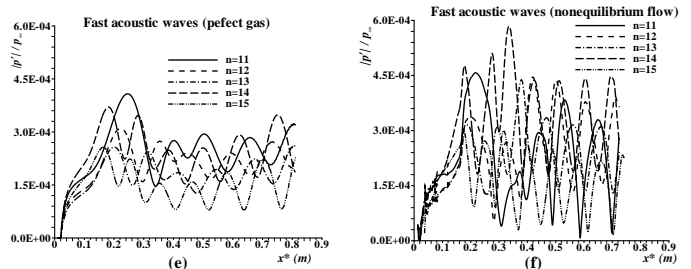 Fast acoustic waves (pefect gas)
|p'| / p∞
6.0E-04
4.5E-04
3.0E-04
1.5E-04
0.0E+00
n=11
n=12
n=13
n=14
n=15
0 0.1 0.2 0.3 0.4 0.5 0.6 0.7 0.8 0.9
x* (m)
(e)
Fast acoustic waves (nonequilibrium flow)
|p'| / p∞
6.0E-04
4.5E-04
3.0E-04
1.5E-04
0.0E+00
n=11
n=12
n=13
n=14
n=15
0 0.1 0.2 0.3 0.4 0.5 0.6 0.7 0.8 0.9
x* (m)
(f)